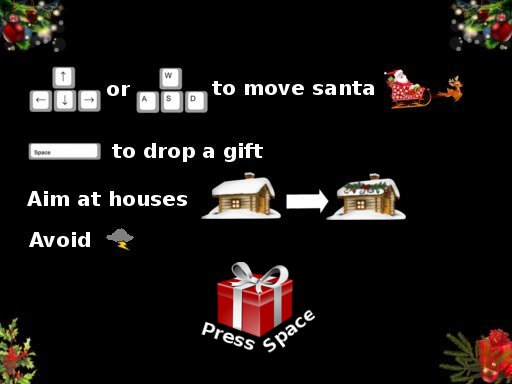 ↑
W
← ↓ → or A S D to move santa
Space to drop a gift
Aim at houses
Avoid
Press Space